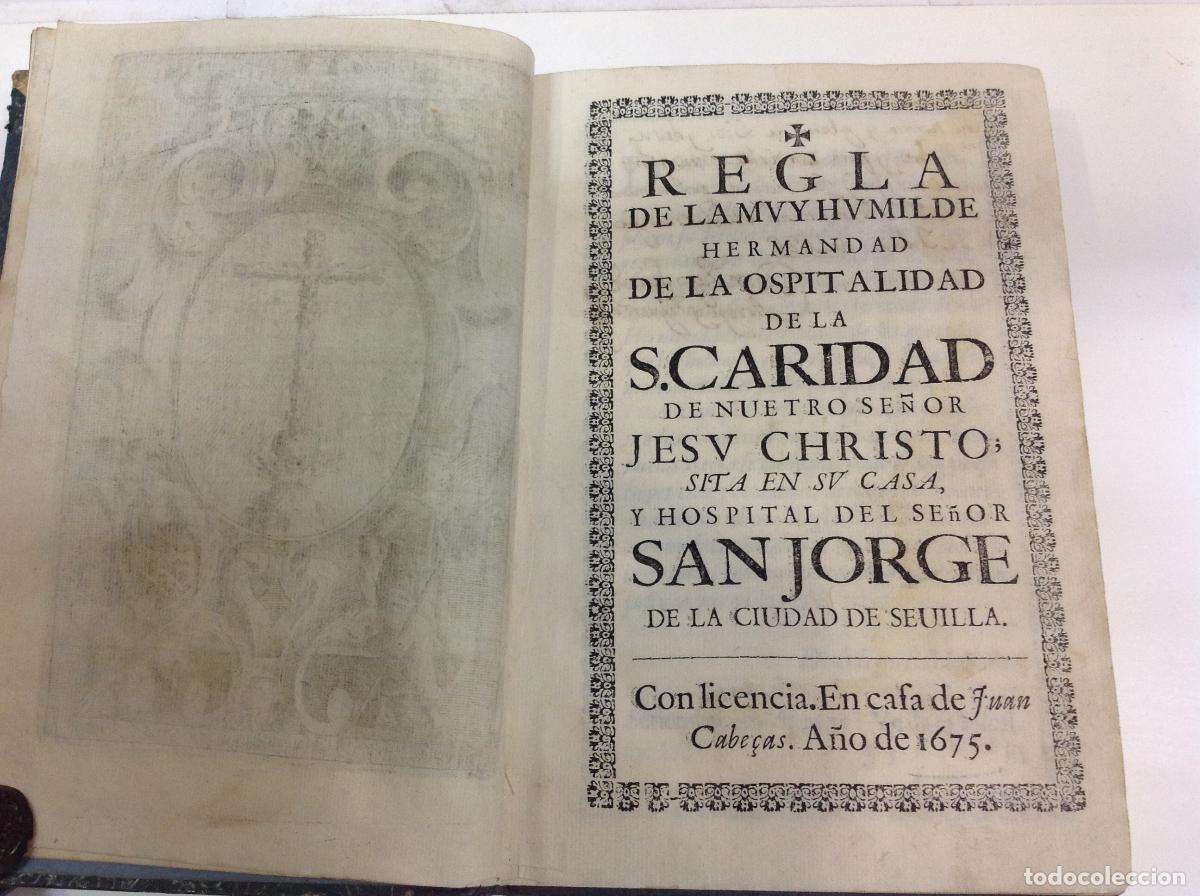 REGLA
DE LA MVY HVMILDE
HERMANDAD
DE LA OSPITALIDAD
DE LA
S. CARIDAD
DE NUETRO SEÑOR
JESV CHRISTO;
SITA EN SV CASA,
Y HOSPITAL DEL SEñOR
SAN JORGE
DE LA CIUDAD DE SEUILLA.
Con licencia. En caſa de Juan
Cabeças. Año de 1675.
todocoleccion